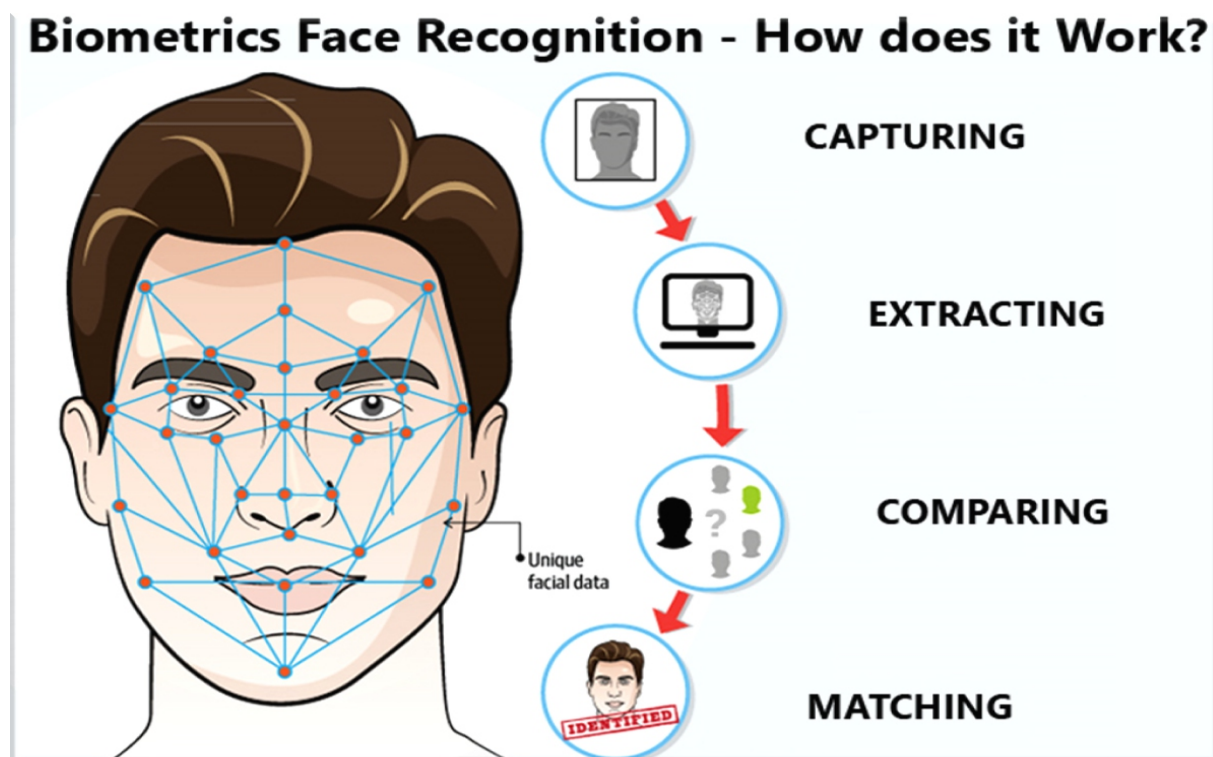 Biometrics Face Recognition - How does it Work?
CAPTURING
EXTRACTING
?
COMPARING
Unique
facial data
IDENTIFIED
MATCHING